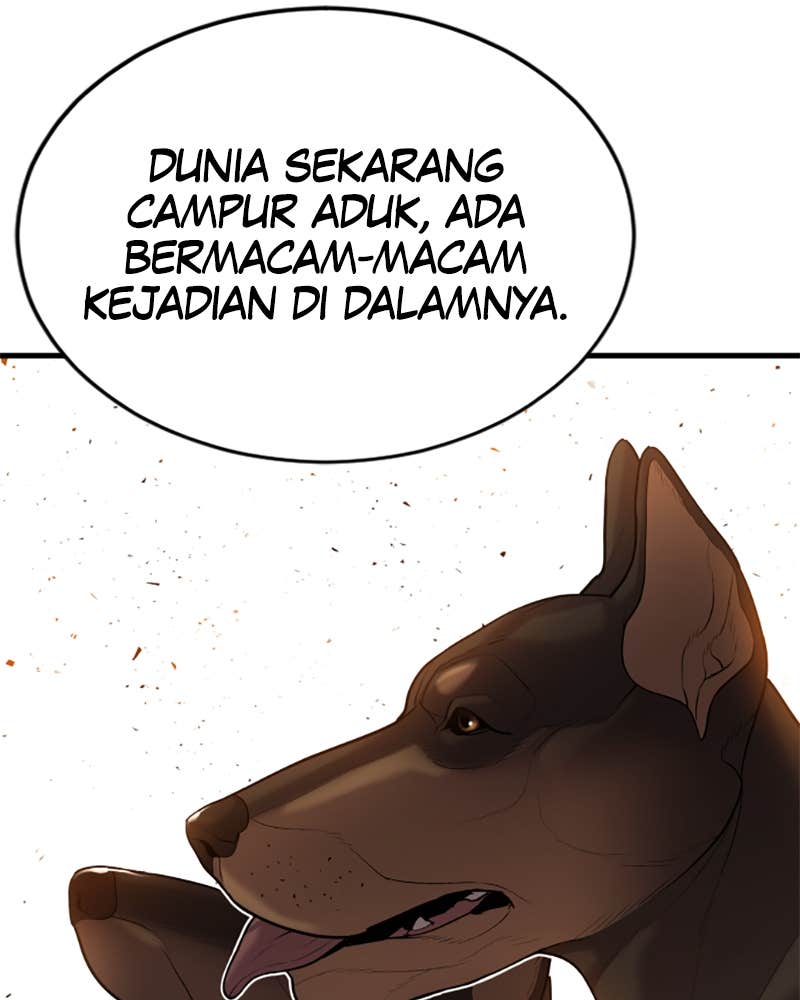 DUNIA SEKARANG
CAMPUR ADUK, ADA
BERMACAM-MACAM
KEJADIAN DI DALAMNYA.